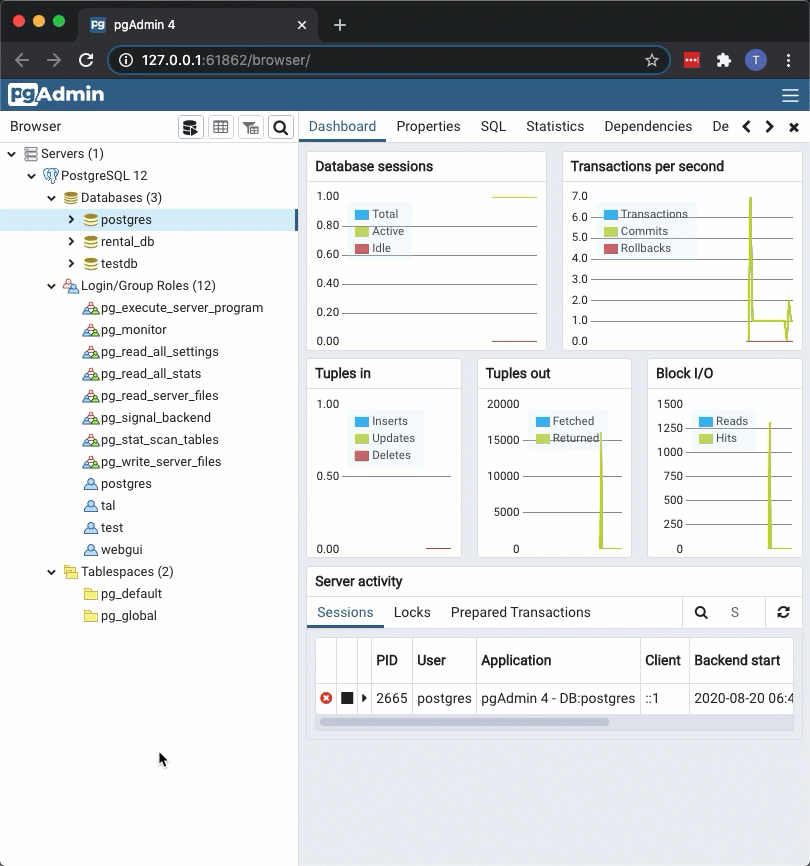 pgAdmin 4
127.0.0.1:61862/browser/
T
pgAdmin
Browser
Dashboard Properties SQL Statistics Dependencies De
Servers (1)
PostgreSQL 12
Databases (3)
postgres
rental_db
testdb
Login/Group Roles (12)
pg_execute_server_program
pg_monitor
pg_read_all_settings
pg_read_all_stats
pg_read_server_files
pg_signal_backend
pg_stat_scan_tables
pg_write_server_files
postgres
tal
test
webgui
Tablespaces (2)
pg_default
pg_global
Database sessions
1.00
0.80
0.60
0.40
0.20
0.00
Total
Active
Idle
Transactions per second
7.0
6.0
5.0
4.0
3.0
2.0
1.0
0.0
Transactions
Commits
Rollbacks
Tuples in
1.00
0.50
0.00
Inserts
Updates
Deletes
Tuples out
20000
15000
10000
5000
0
Fetched
Returned
Block I/O
1500
1250
1000
750
500
250
0
Reads
Hits
Server activity
Sessions Locks Prepared Transactions S
PID User Application Client Backend start
2665 postgres pgAdmin 4 - DB:postgres ::1 2020-08-20 06:4